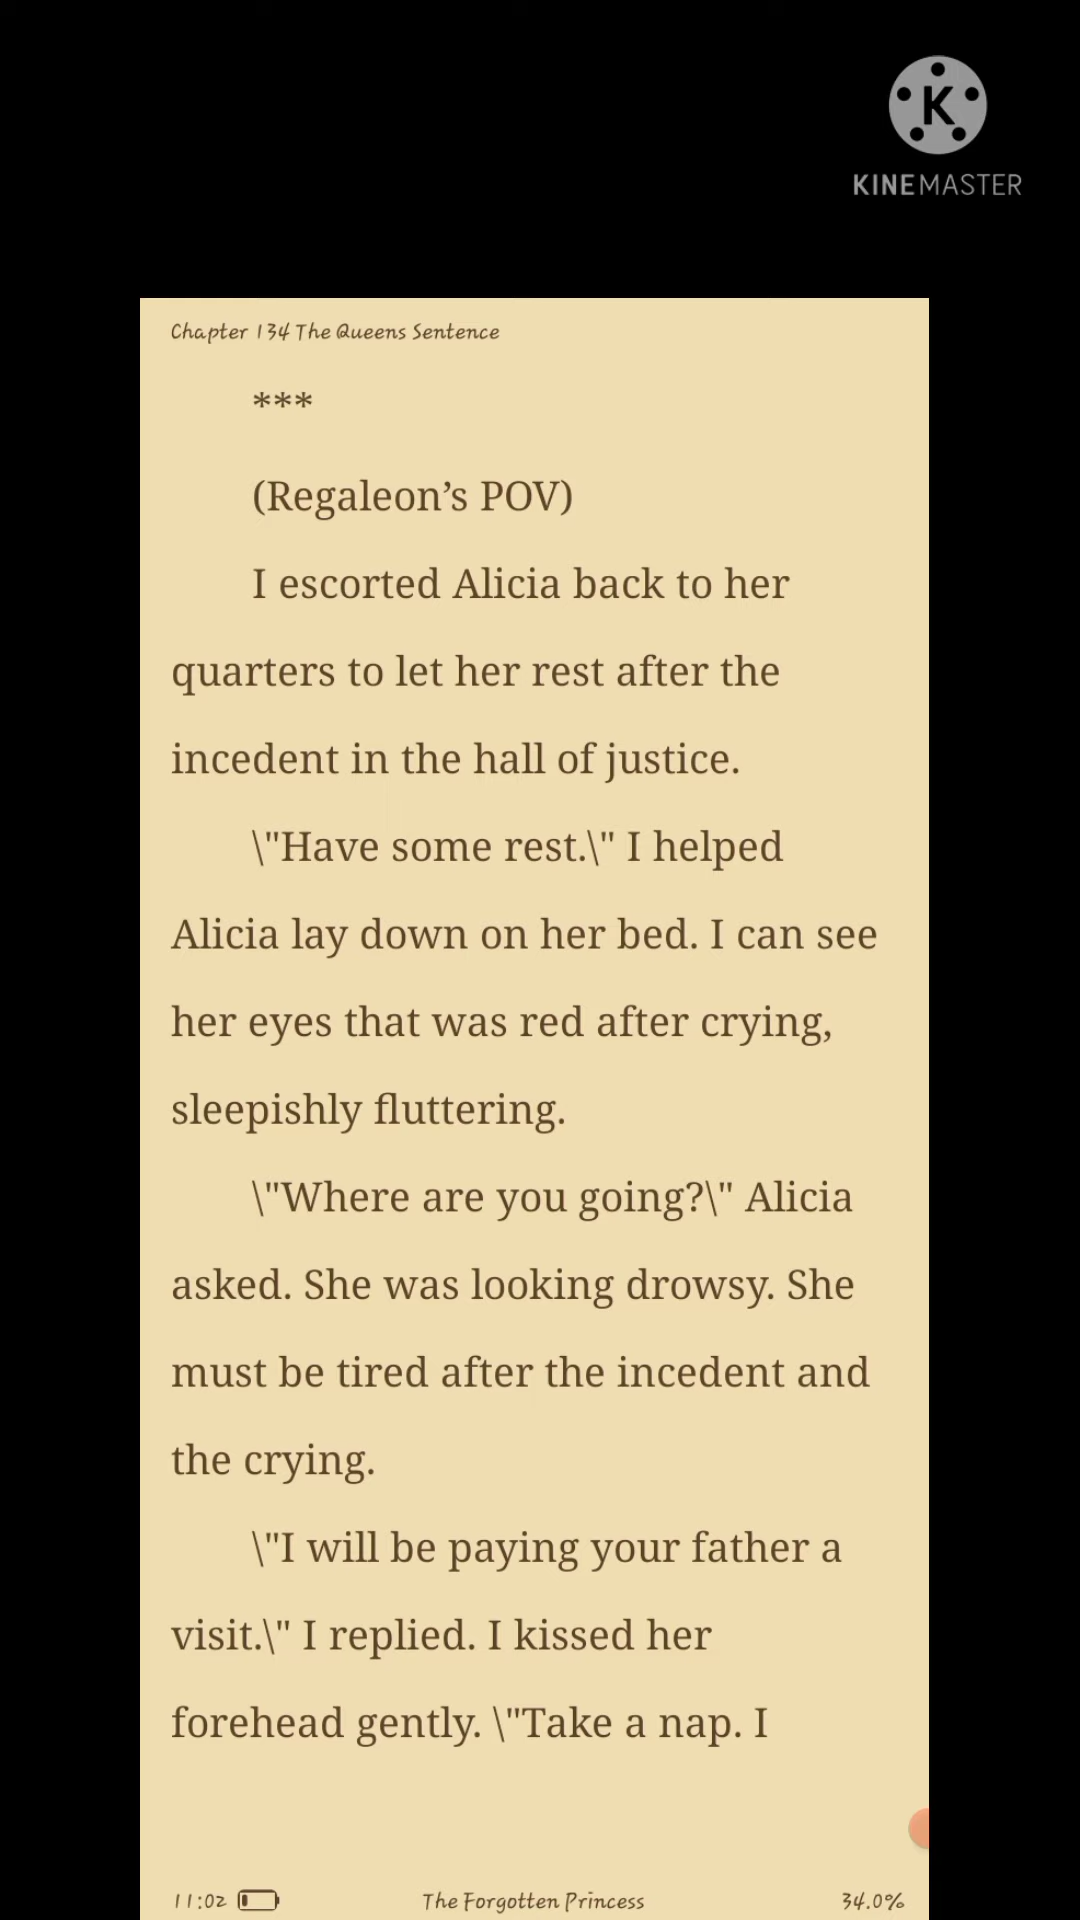 K
KINEMASTER
Chapter 134 The Queens Sentence
***
(Regaleon’s POV)
I escorted Alicia back to her
quarters to let her rest after the
incedent in the hall of justice.
\"Have some rest.\" I helped
Alicia lay down on her bed. I can see
her eyes that was red after crying,
sleepishly fluttering.
\"Where are you going?\" Alicia
asked. She was looking drowsy. She
must be tired after the incedent and
the crying.
\"I will be paying your father a
visit.\" I replied. I kissed her
forehead gently. \"Take a nap. I
11:02 The Forgotten Princess 34.0%